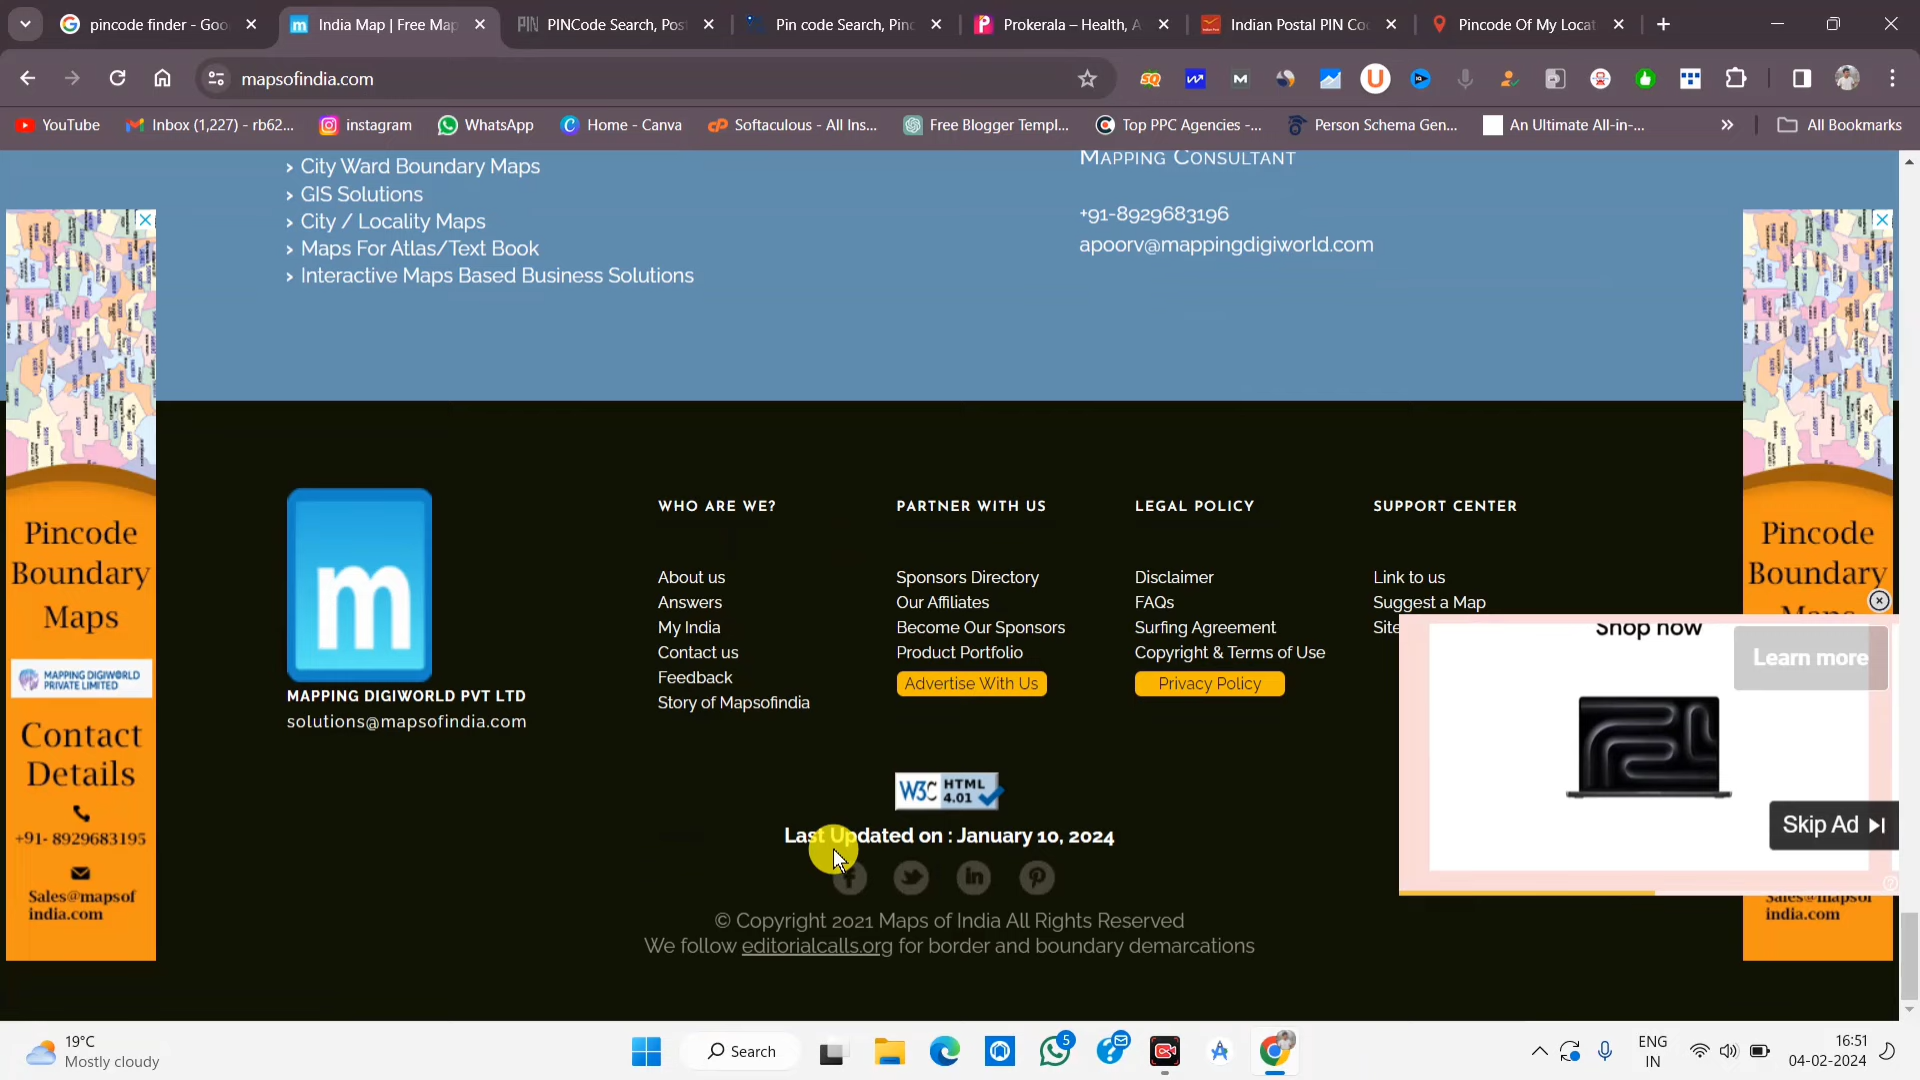 pincode finder - Goo
India Map | Free Map
PINCode Search, Post
Pin code Search, Pinc
Prokerala – Health, A
Indian Postal PIN Co
Pincode Of My Locat
mapsofindia.com
YouTube
Inbox (1,227) - rb62...
instagram
WhatsApp
Home - Canva
Softaculous - All Ins...
Free Blogger Templ...
Top PPC Agencies -...
Person Schema Gen...
An Ultimate All-in-...
All Bookmarks
› City Ward Boundary Maps
› GIS Solutions
› City / Locality Maps
› Maps For Atlas/Text Book
› Interactive Maps Based Business Solutions
Mapping Consultant
+91-8929683196
apoorv@mappingdigiworld.com
Pincode
Boundary
Maps
MAPPING DIGIWORLD
PRIVATE LIMITED
Contact
Details
+91- 8929683195
Sales@mapsof
india.com
m
MAPPING DIGIWORLD PVT LTD
solutions@mapsofindia.com
WHO ARE WE?
About us
Answers
My India
Contact us
Feedback
Story of Mapsofindia
PARTNER WITH US
Sponsors Directory
Our Affiliates
Become Our Sponsors
Product Portfolio
Advertise With Us
LEGAL POLICY
Disclaimer
FAQs
Surfing Agreement
Copyright & Terms of Use
Privacy Policy
SUPPORT CENTER
Link to us
Suggest a Map
Site
W3C HTML
4.01
Last Updated on : January 10, 2024
© Copyright 2021 Maps of India All Rights Reserved
We follow editorialcalls.org for border and boundary demarcations
Pincode
Boundary
Maps
Shop now
Learn more
Skip Ad
Sales@mapsof
india.com
19°C
Mostly cloudy
Search
5
ENG
IN
16:51
04-02-2024